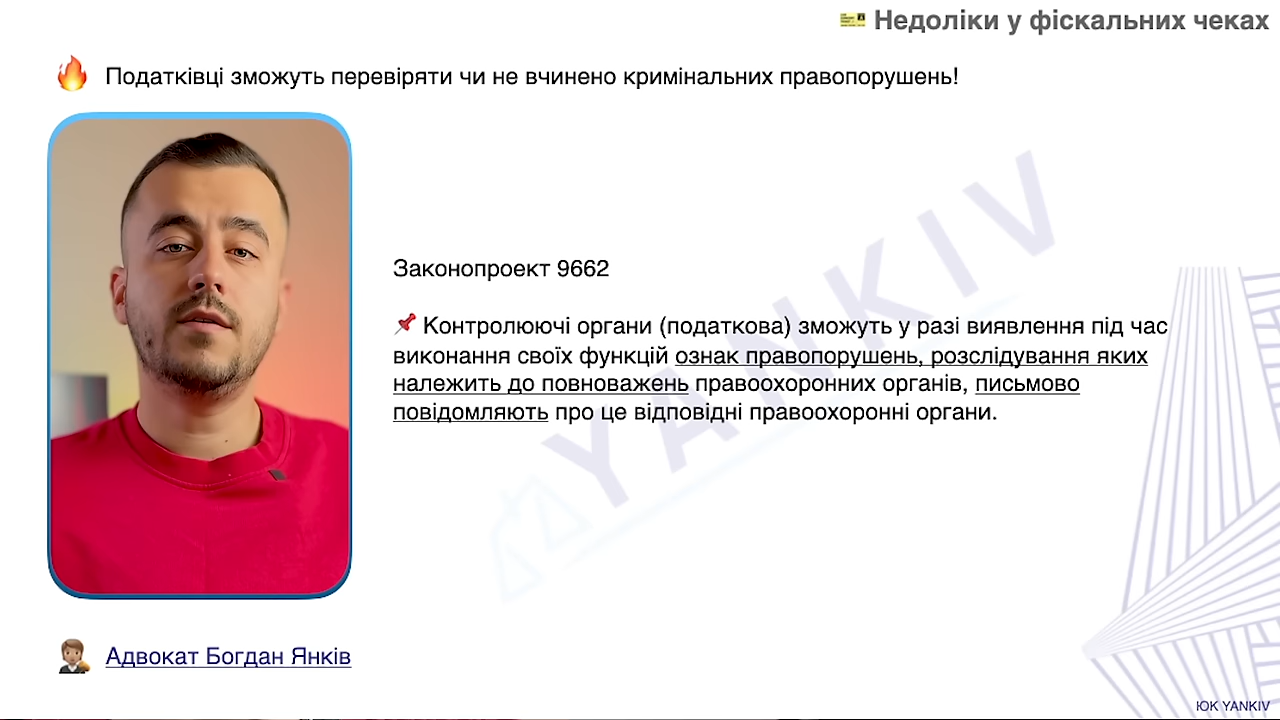 Недоліки у фіскальних чеках
Податківці зможуть перевіряти чи не вчинено кримінальних правопорушень!
Законопроект 9662
Контролюючі органи (податкова) зможуть у разі виявлення під час
виконання своїх функцій ознак правопорушень, розслідування яких
належить до повноважень правоохоронних органів, письмово
повідомляють про це відповідні правоохоронні органи.
YANKIV
Адвокат Богдан Янків
ЮК YANKIV